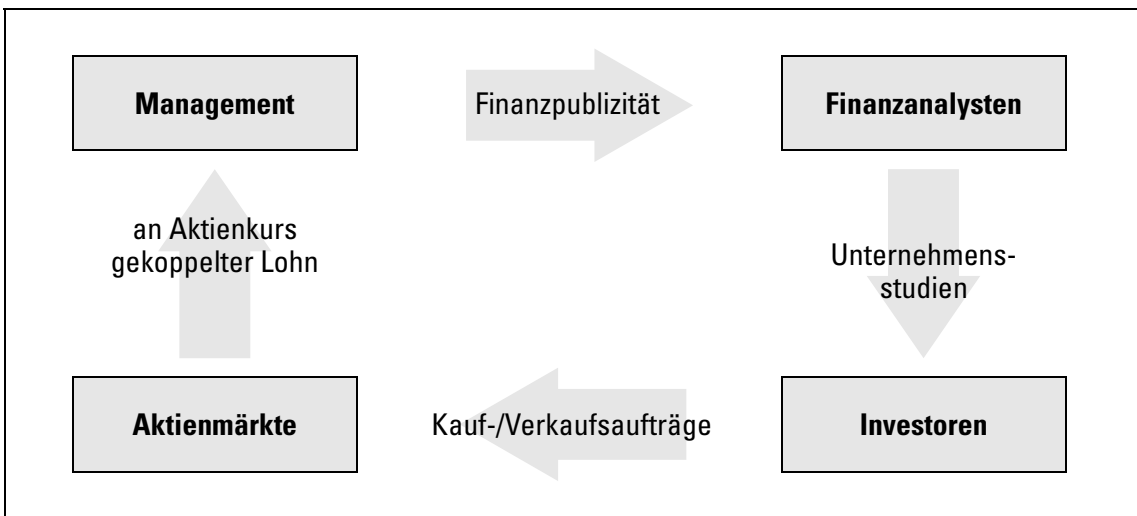 Management
Finanzpublizität
Finanzanalysten
an Aktienkurs
gekoppelter Lohn
Unternehmens-
studien
Aktienmärkte
Kauf-/Verkaufsaufträge
Investoren